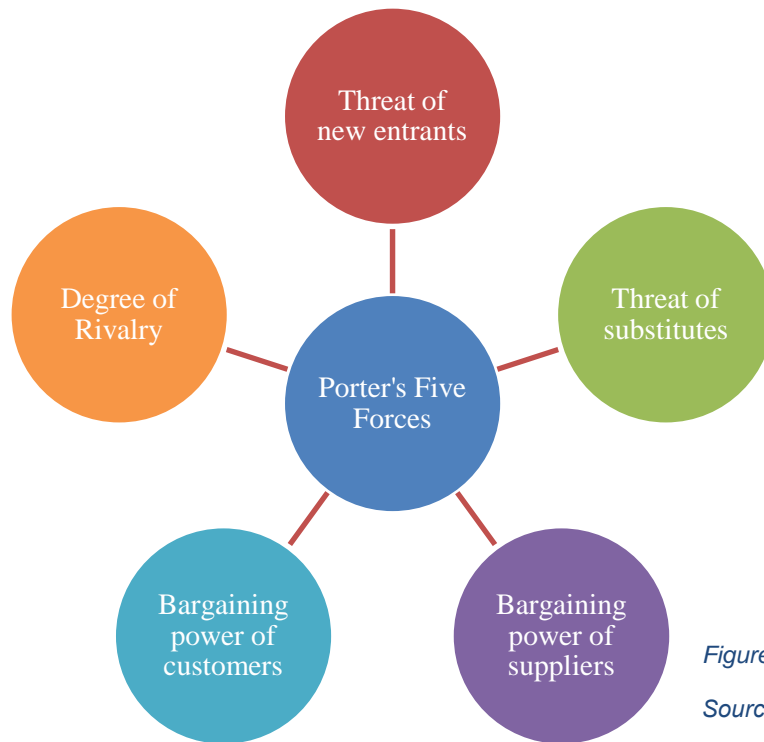 Threat of
new entrants
Degree of
Rivalry
Threat of
substitutes
Porter's Five
Forces
Bargaining
power of
customers
Bargaining
power of
suppliers
Figure